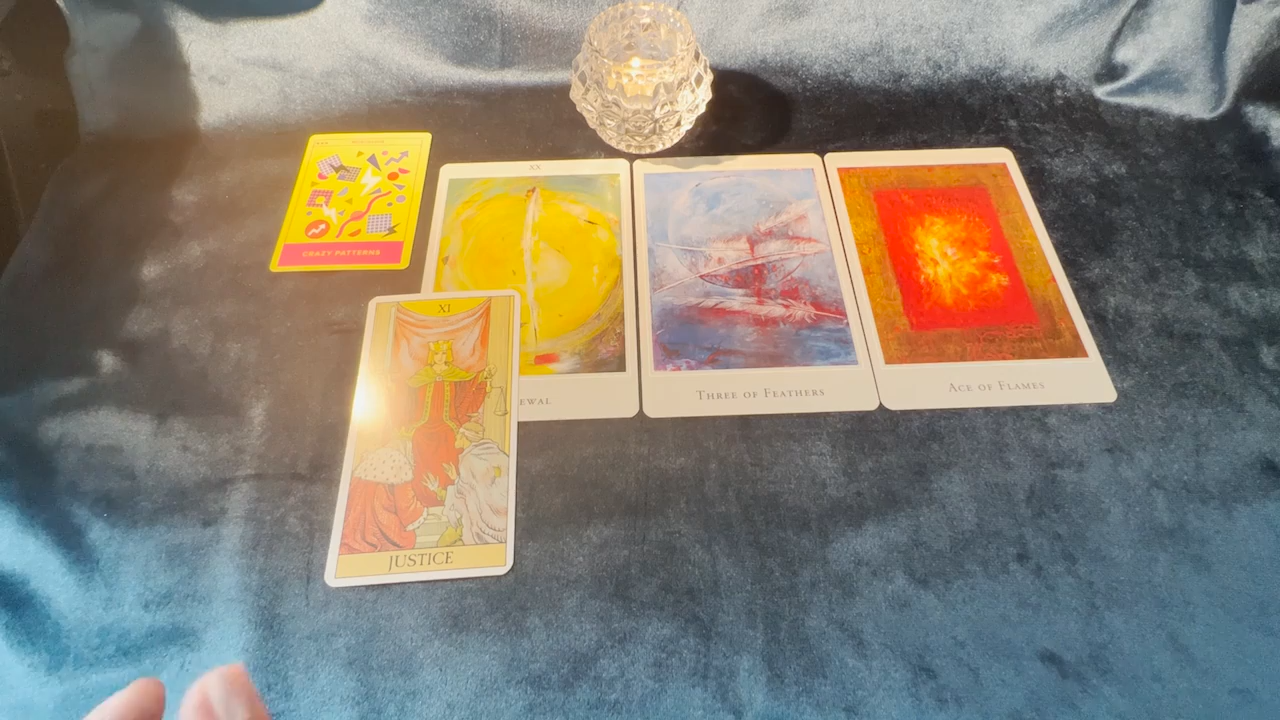 CRAZY PATTERNS
XX
EWAL
THREE OF FEATHERS
ACE OF FLAMES
XI
JUSTICE